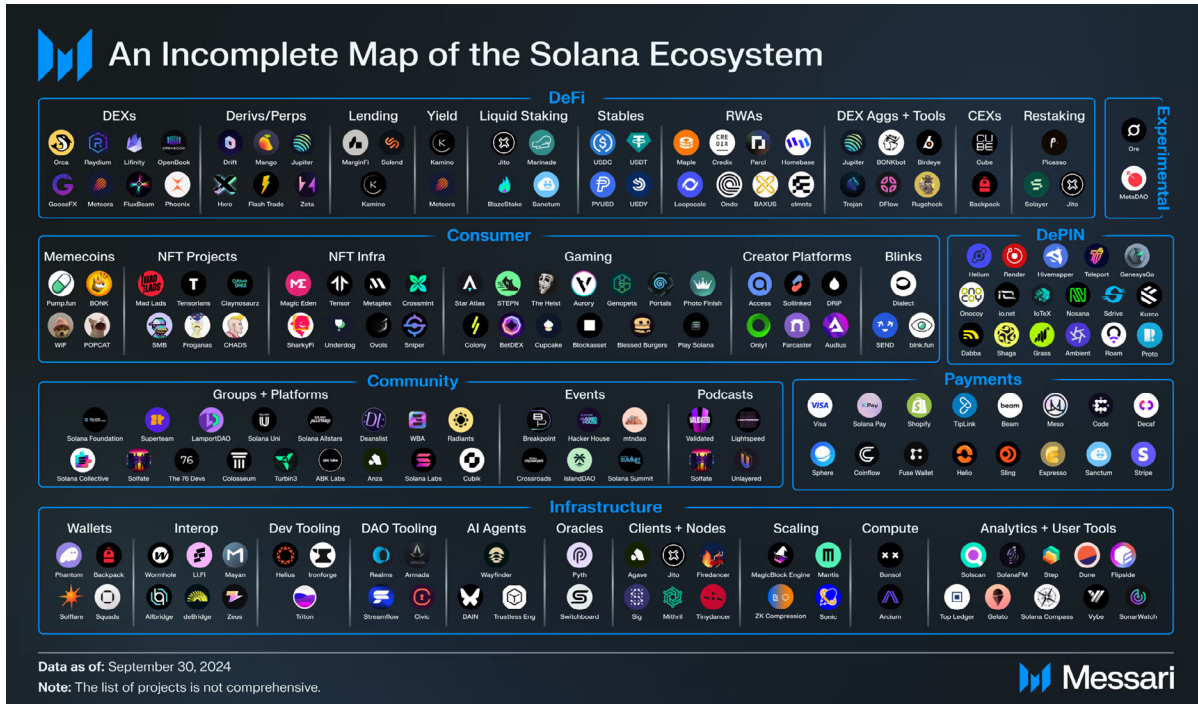 An Incomplete Map of the Solana Ecosystem
DeFi
DEXs
Orca Raydium Lifinity OpenBook
GooseFX Meteora FluxBeam Phoenix
Derivs/Perps
Drift Mango Jupiter
Hxro Flash Trade Zeta
Lending
MarginFi Solend
Kamino
Yield
Kamino
Meteora
Liquid Staking
Jito Marinade
BlazeStake Sanctum
Stables
USDC USDT
PYUSD USDY
RWAs
Maple Credix Parcl Homebase
Loopscale Ondo BAXUS elmnts
DEX Aggs + Tools
Jupiter BONKbot Birdeye
Trojan DFlow Rugcheck
CEXs
Cube
Backpack
Restaking
Picasso
Solayer Jito
Experimental
Ore
MetaDAO
Consumer
Memecoins
Pump.fun BONK
WIF POPCAT
NFT Projects
Mad Lads Tensorians Claynosaurz
SMB Froganas CHADS
NFT Infra
Magic Eden Tensor Metaplex Crossmint
SharkyFi Underdog Ovols Sniper
Gaming
Star Atlas STEPN The Heist Aurory Genopets Portals Photo Finish
Colony BetDEX Cupcake Blockasset Blessed Burgers Play Solana
Creator Platforms
Access Sollinked DRiP
Only1 Farcaster Audius
Blinks
Dialect
SEND blnk.fun
DePIN
Helium Render Hivemapper Teleport GenesysGo
Onocoy io.net IoTeX Nosana Sdrive Kuzco
Dabba Shaga Grass Ambient Roam Proto
Community
Groups + Platforms
Solana Foundation Superteam LamportDAO Solana Uni Solana Allstars Deanslist WBA Radiants
Solana Collective Solfate The 76 Devs Colosseum Turbin3 ABK Labs Anza Solana Labs Cubik
Events
Breakpoint Hacker House mtndao
Crossroads IslandDAO Solana Summit
Podcasts
Validated Lightspeed
Solfate Unlayered
Payments
Visa Solana Pay Shopify TipLink Beam Meso Code Decaf
Sphere Coinflow Fuse Wallet Helio Sling Espresso Sanctum Stripe
Infrastructure
Wallets
Phantom Backpack
Solflare Squads
Interop
Wormhole LI.FI Mayan
Allbridge deBridge Zeus
Dev Tooling
Helius Ironforge
Triton
DAO Tooling
Realms Armada
Streamflow Civic
AI Agents
Wayfinder
DAIN Trustless Eng
Oracles
Pyth
Switchboard
Clients + Nodes
Agave Jito Firedancer
Sig Mithril Tinydancer
Scaling
MagicBlock Engine Mantis
ZK Compression Sonic
Compute
Bonsol
Arcium
Analytics + User Tools
Solscan SolanaFM Step Dune Flipside
Top Ledger Gelato Solana Compass Vybe SonarWatch
Data as of: September 30, 2024
Note: The list of projects is not comprehensive.
Messari